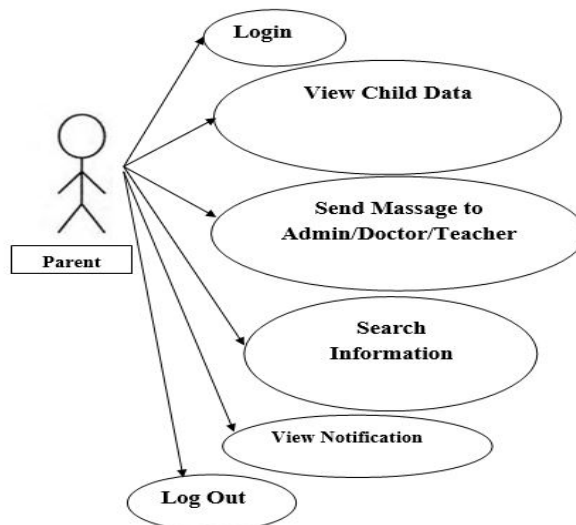 Login
View Child Data
Send Massage to
Admin/Doctor/Teacher
Parent
Search
Information
View Notification
Log Out